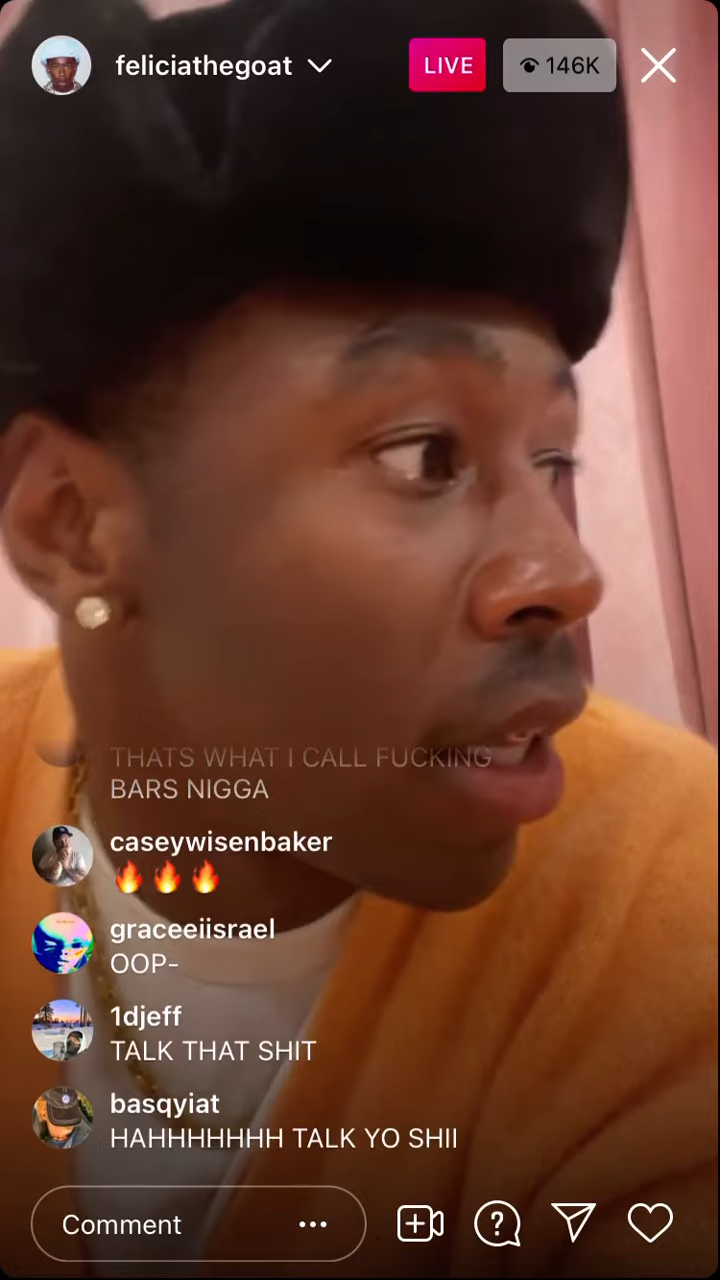 feliciathegoat
LIVE
146K
THATS WHAT I CALL FUCKING
BARS NIGGA
caseywisenbaker
🔥🔥🔥
graceeiisrael
OOP-
1djeff
TALK THAT SHIT
basqyiat
HAHHHHHHH TALK YO SHII
Comment